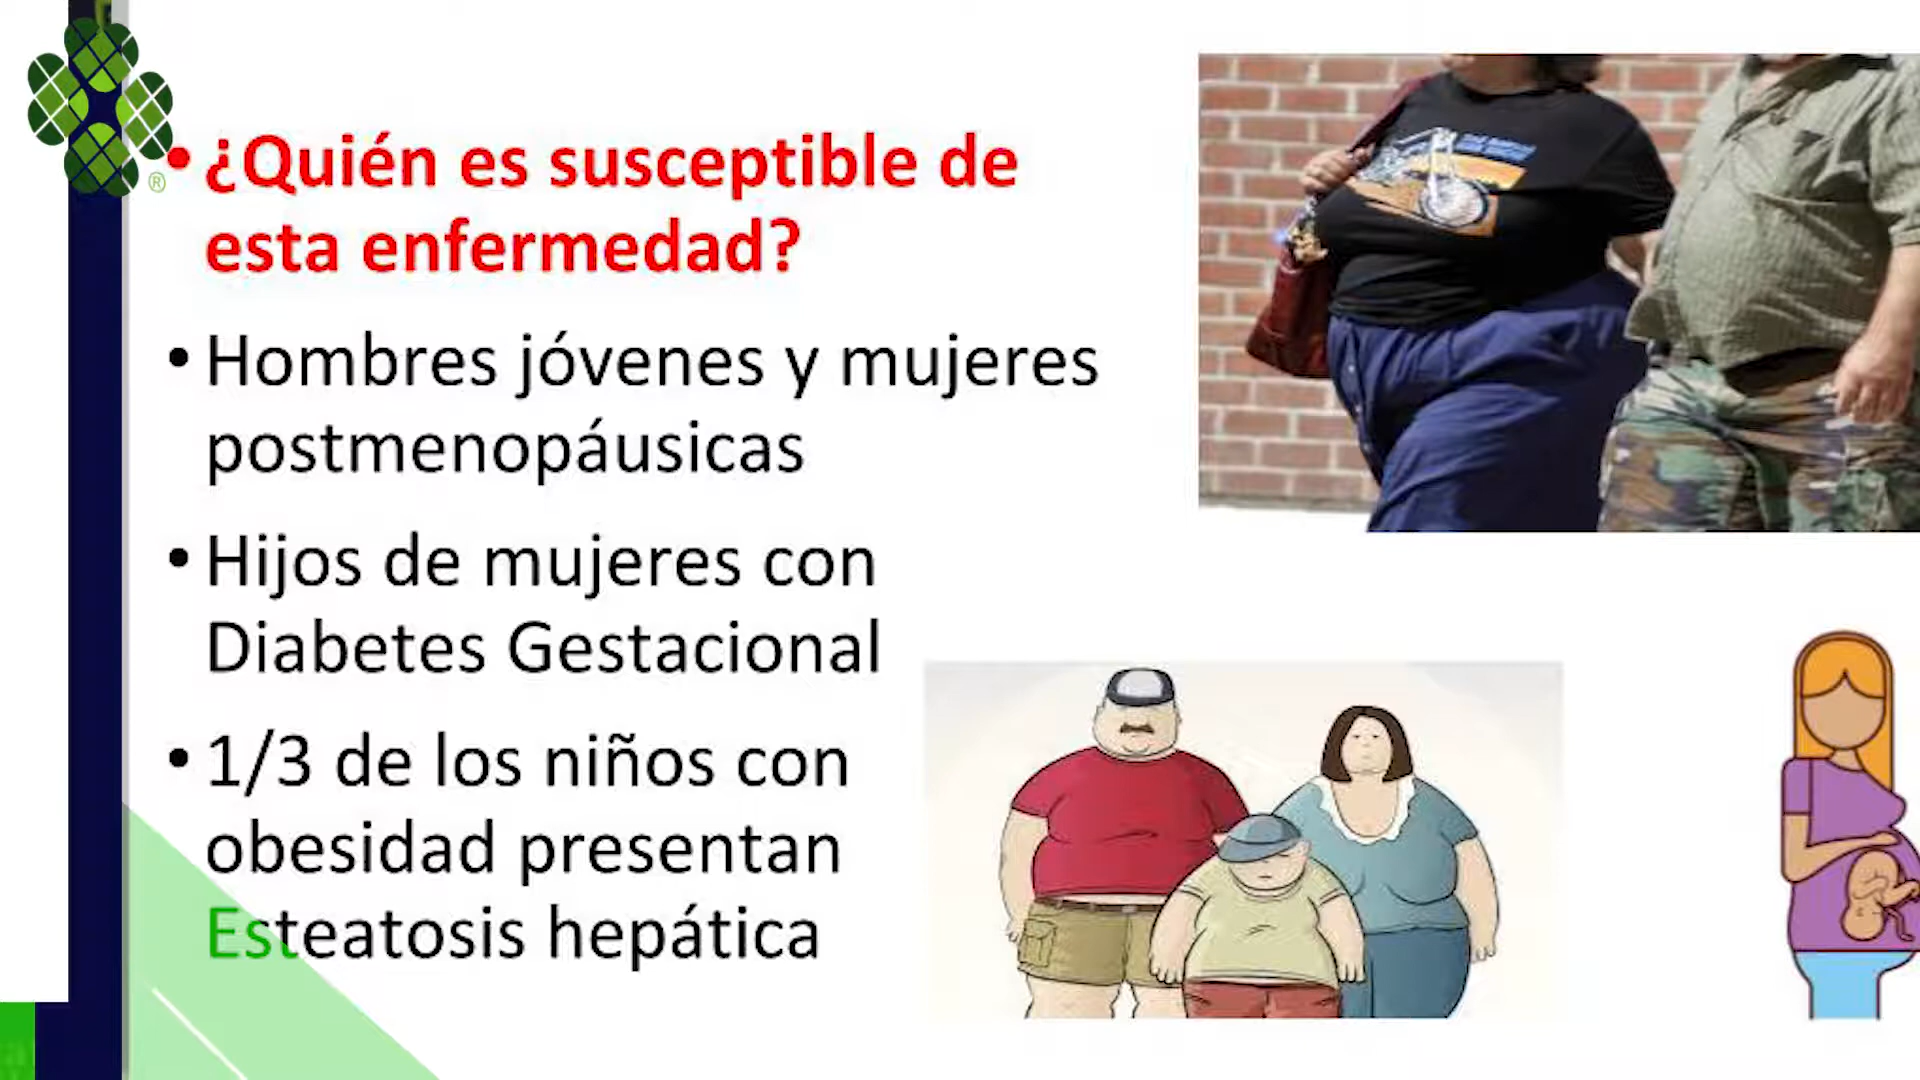 • ¿Quién es susceptible de
esta enfermedad?
• Hombres jóvenes y mujeres
postmenopáusicas
• Hijos de mujeres con
Diabetes Gestacional
• 1/3 de los niños con
obesidad presentan
Esteatosis hepática
®